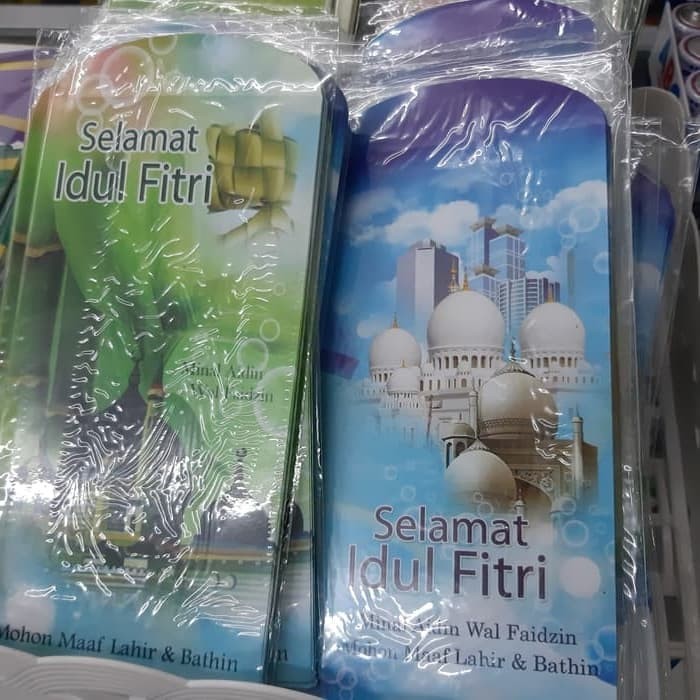 Selamat
Idul Fitri
Minal Aidin
Wal Faidzin
Mohon Maaf Lahir & Bathin
Selamat
Idul Fitri
Minal Aidin Wal Faidzin
Mohon Maaf Lahir & Bathin